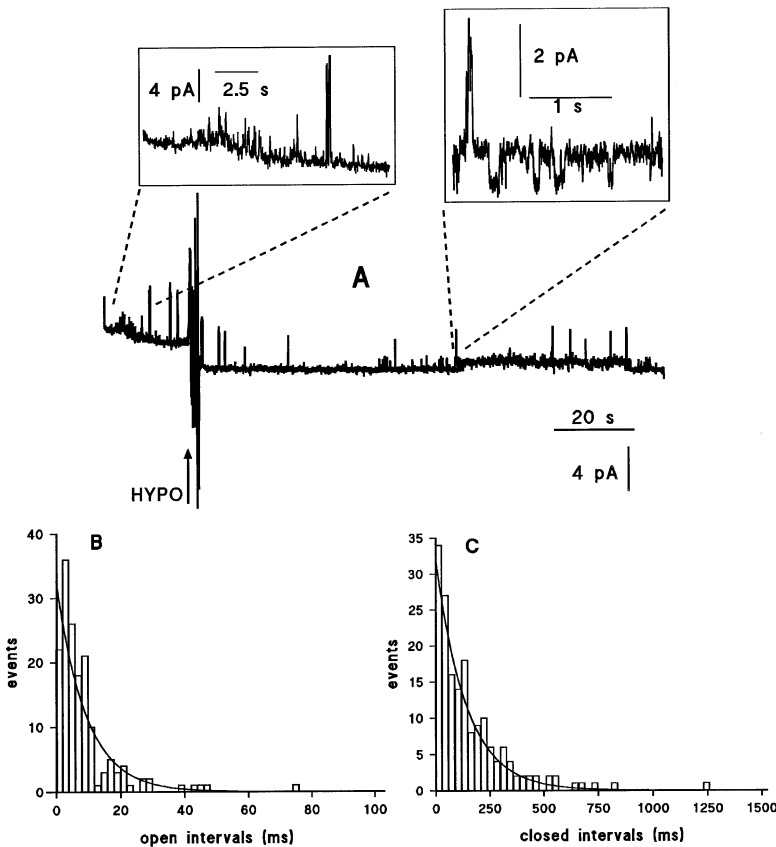 4 pA
2.5 s
2 pA
1 s
A
20 s
4 pA
HYPO
B
40
30
20
10
0
events
0 20 40 60 80 100
open intervals (ms)
C
35
30
25
20
15
10
5
0
events
0 250 500 750 1000 1250 1500
closed intervals (ms)